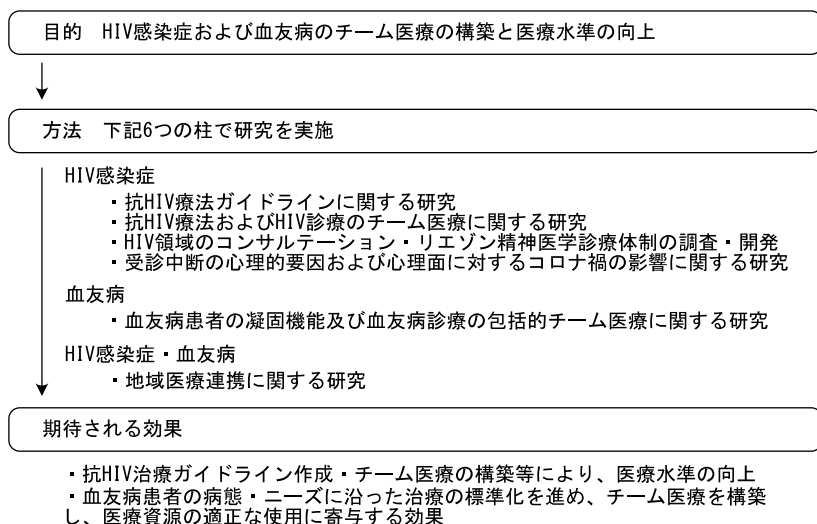 目的　HIV感染症および血友病のチーム医療の構築と医療水準の向上
方法　下記6つの柱で研究を実施
HIV感染症
・抗HIV療法ガイドラインに関する研究
・抗HIV療法およびHIV診療のチーム医療に関する研究
・HIV領域のコンサルテーション・リエゾン精神医学診療体制の調査・開発
・受診中断の心理的要因および心理面に対するコロナ禍の影響に関する研究
血友病
・血友病患者の凝固機能及び血友病診療の包括的チーム医療に関する研究
HIV感染症・血友病
・地域医療連携に関する研究
期待される効果
・抗HIV治療ガイドライン作成・チーム医療の構築等により、医療水準の向上
・血友病患者の病態・ニーズに沿った治療の標準化を進め、チーム医療を構築
し、医療資源の適正な使用に寄与する効果